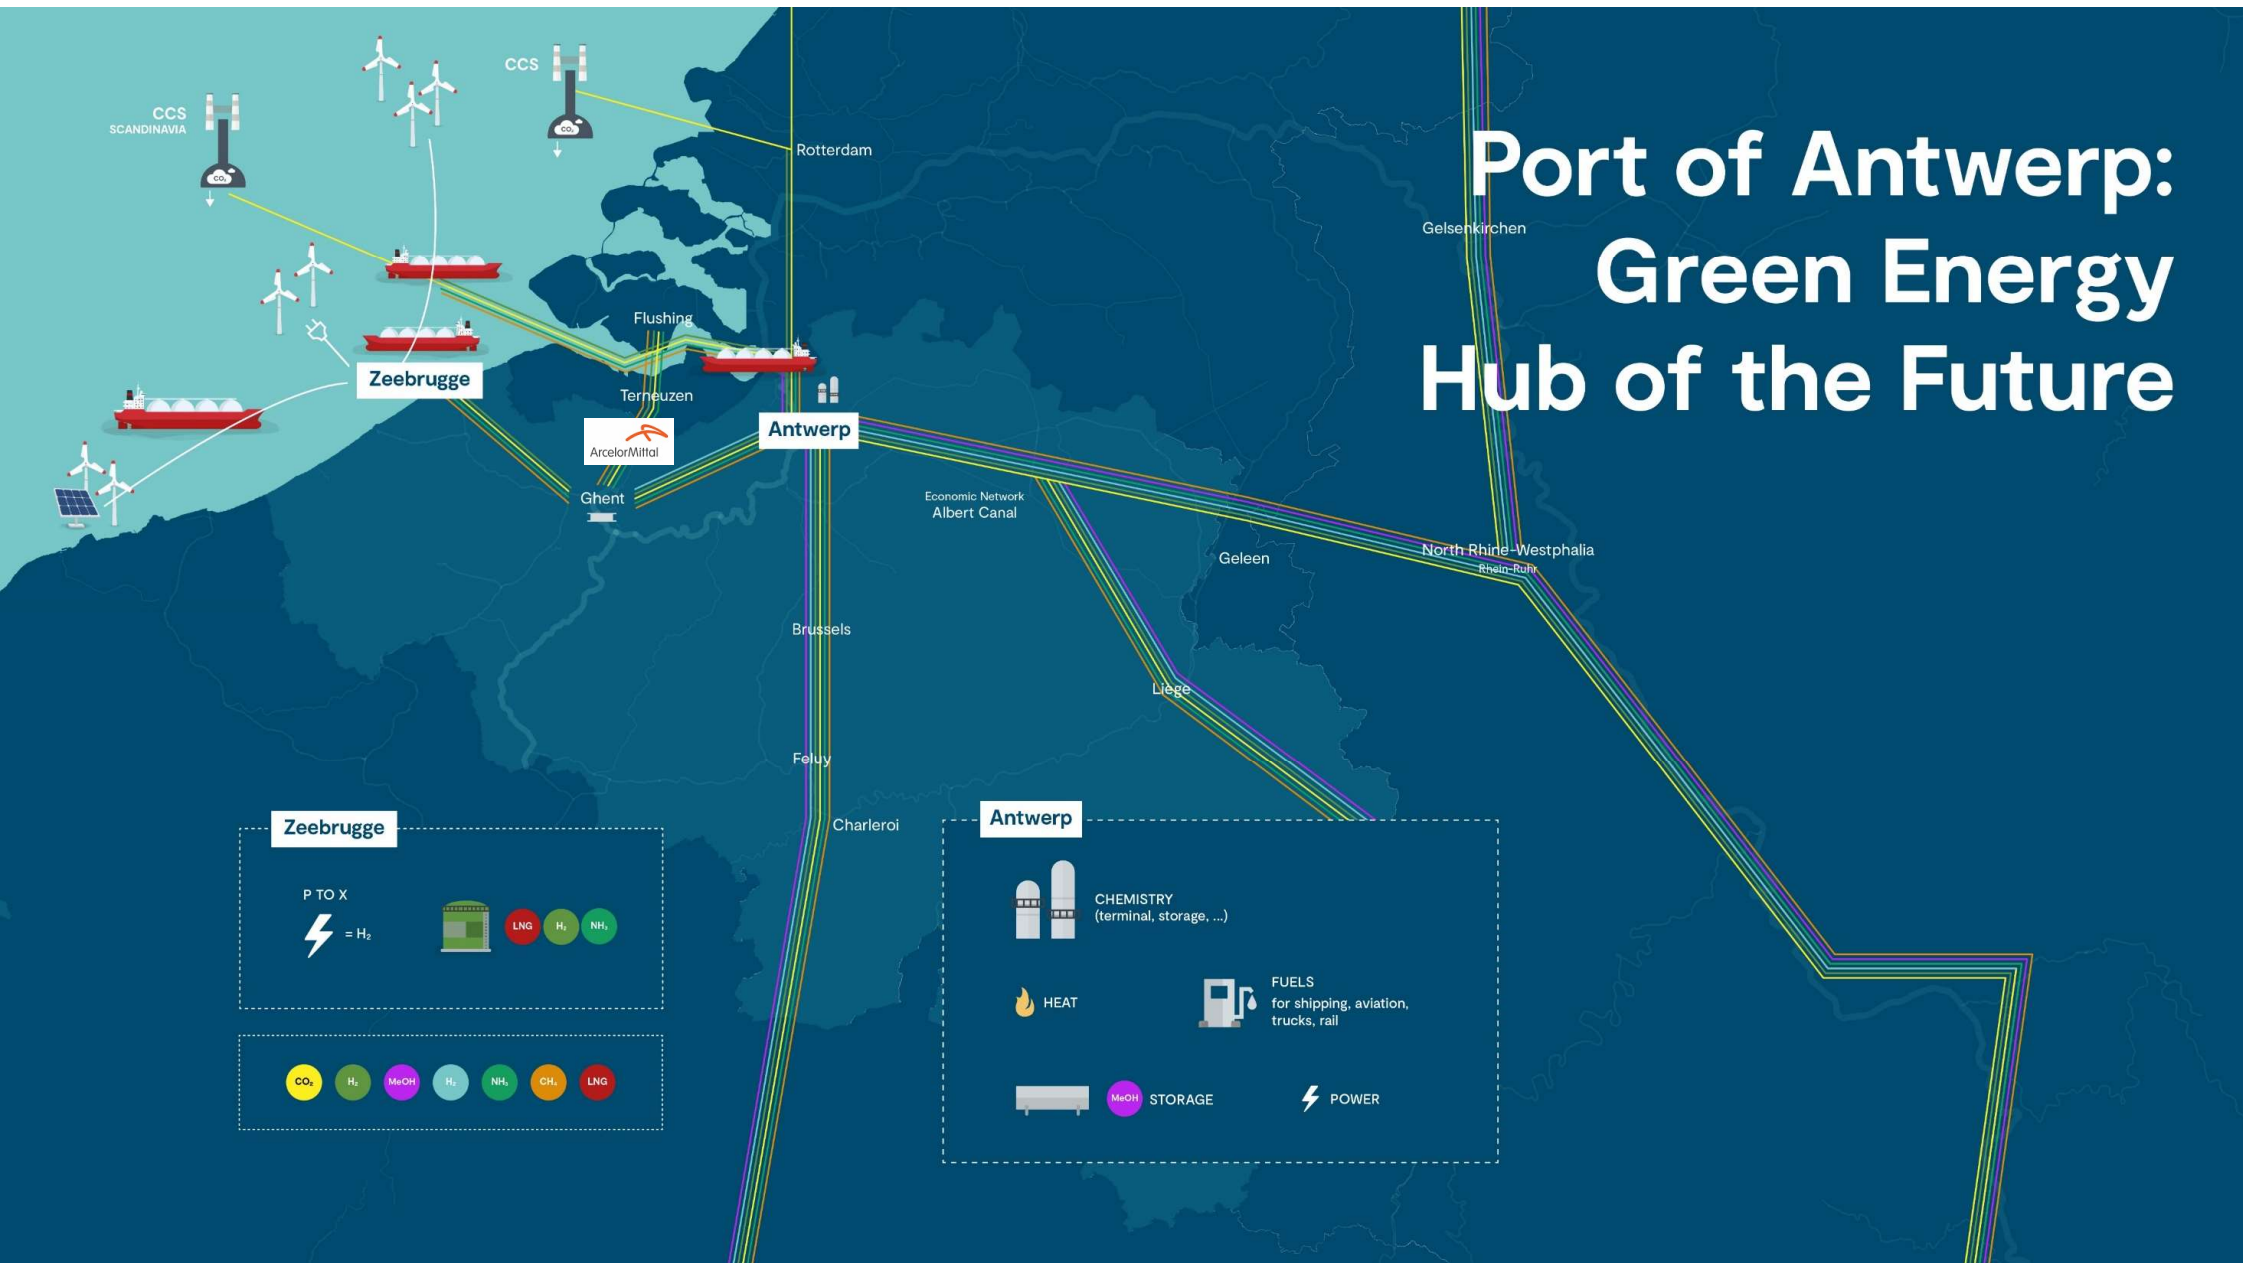 Port of Antwerp:
Green Energy
Hub of the Future
CCS
SCANDINAVIA
CO₂
CCS
CO₂
Rotterdam
Gelsenkirchen
Flushing
Zeebrugge
Terneuzen
ArcelorMittal
Antwerp
Ghent
Economic Network
Albert Canal
Geleen
North Rhine-Westphalia
Rhein-Ruhr
Brussels
Liège
Feluy
Charleroi
Zeebrugge
P TO X
= H₂
LNG H₂ NH₃
CO₂ H₂ MeOH H₂ NH₃ CH₄ LNG
Antwerp
CHEMISTRY
(terminal, storage, ...)
HEAT
FUELS
for shipping, aviation,
trucks, rail
MeOH STORAGE
POWER